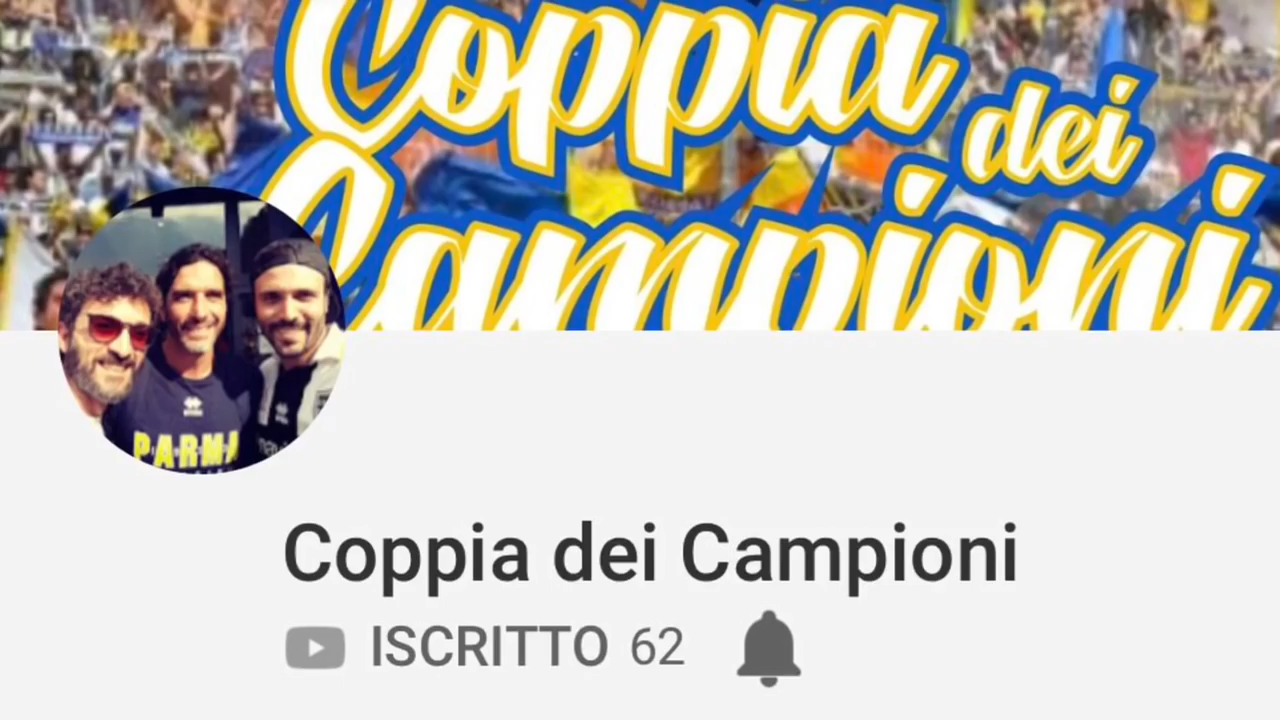 Coppia
dei
Campioni
PARMA
Coppia dei Campioni
ISCRITTO 62